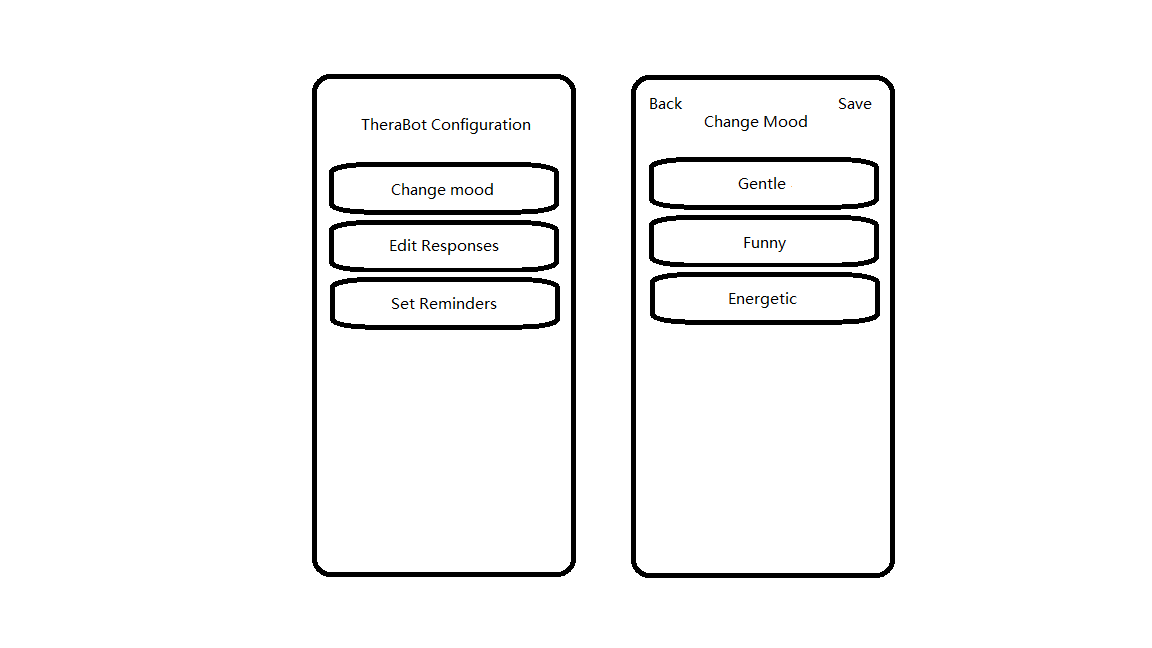 TheraBot Configuration
Change mood
Edit Responses
Set Reminders
Back
Save
Change Mood
Gentle
Funny
Energetic